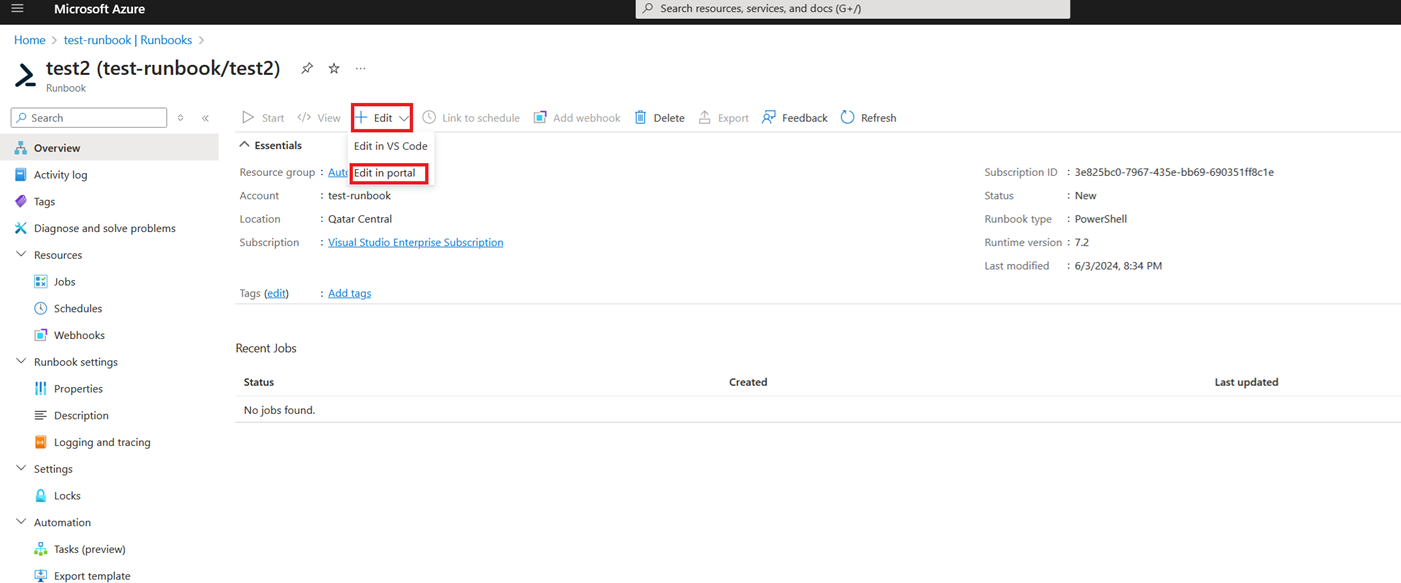 Microsoft Azure
Search resources, services, and docs (G+/)
Home > test-runbook | Runbooks >
test2 (test-runbook/test2)
Runbook
Search
Start View Edit Link to schedule Add webhook Delete Export Feedback Refresh
Edit in VS Code
Edit in portal
Overview
Activity log
Tags
Diagnose and solve problems
Resources
Jobs
Schedules
Webhooks
Runbook settings
Properties
Description
Logging and tracing
Settings
Locks
Automation
Tasks (preview)
Export template
Essentials
Resource group :
Account : test-runbook
Location : Qatar Central
Subscription : Visual Studio Enterprise Subscription
Subscription ID : 3e825bc0-7967-435e-bb69-690351ff8c1e
Status : New
Runbook type : PowerShell
Runtime version : 7.2
Last modified : 6/3/2024, 8:34 PM
Tags (edit) : Add tags
Recent Jobs
Status Created Last updated
No jobs found.